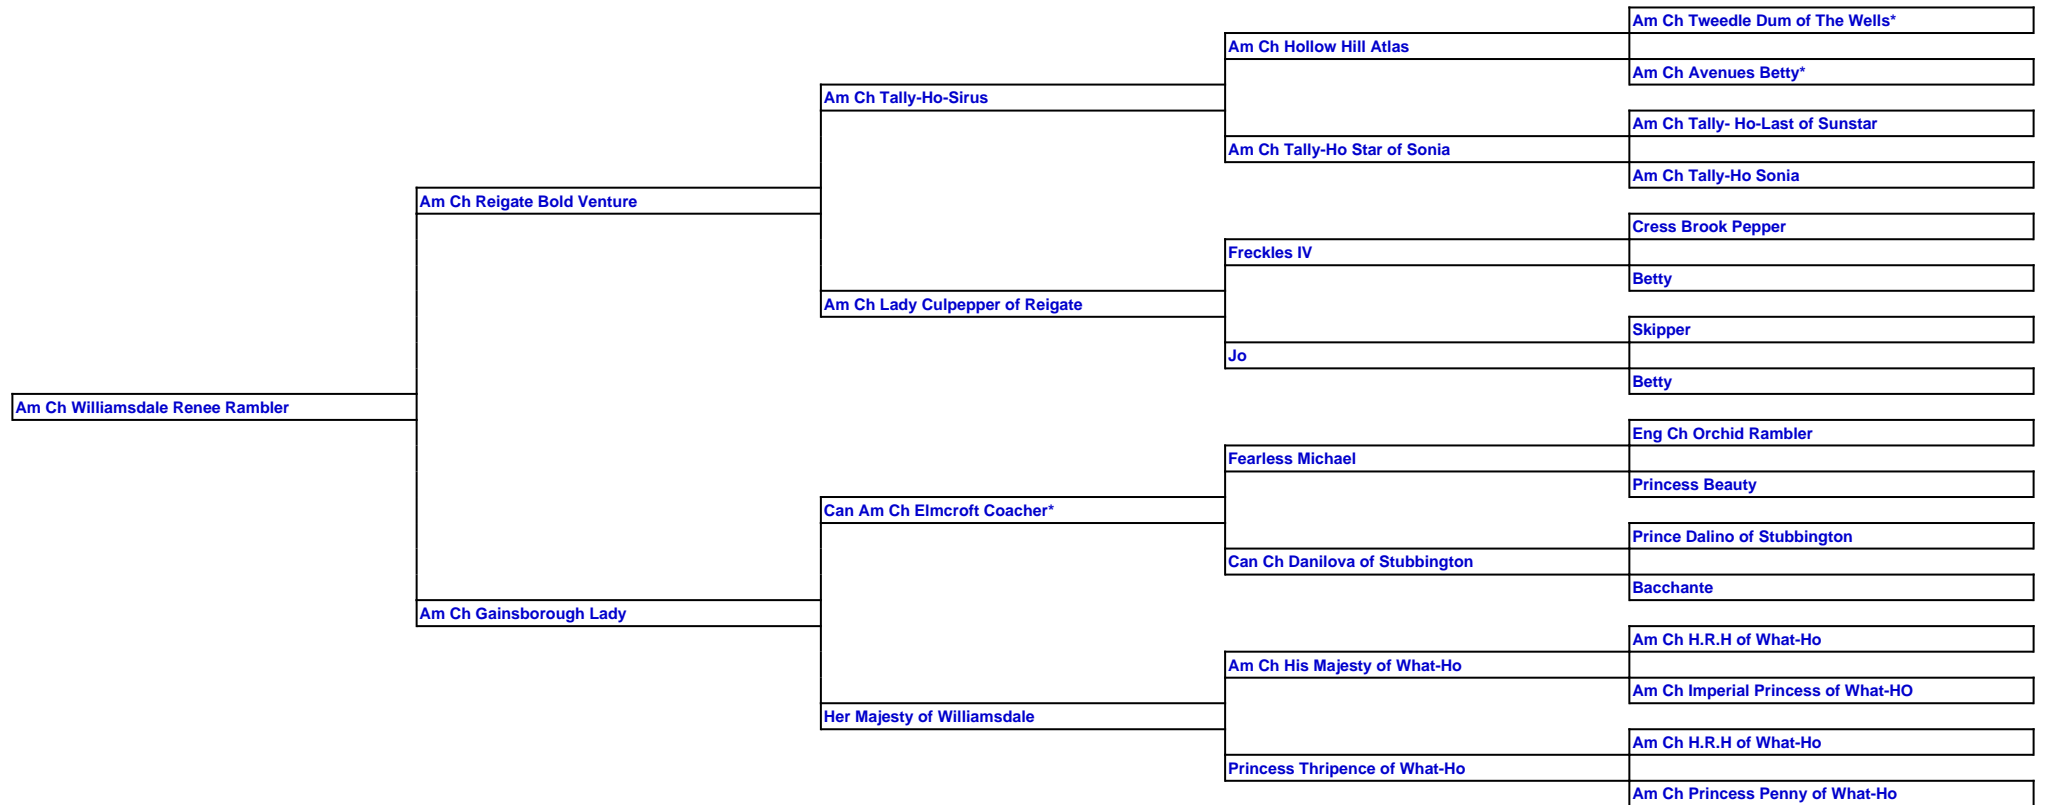 Am Ch Tweedle Dum of The Wells*
Am Ch Hollow Hill Atlas
Am Ch Avenues Betty*
Am Ch Tally-Ho-Sirus
Am Ch Tally- Ho-Last of Sunstar
Am Ch Tally-Ho Star of Sonia
Am Ch Tally-Ho Sonia
Am Ch Reigate Bold Venture
Cress Brook Pepper
Freckles IV
Betty
Am Ch Lady Culpepper of Reigate
Skipper
Jo
Betty
Am Ch Williamsdale Renee Rambler
Eng Ch Orchid Rambler
Fearless Michael
Princess Beauty
Can Am Ch Elmcroft Coacher*
Prince Dalino of Stubbington
Can Ch Danilova of Stubbington
Bacchante
Am Ch Gainsborough Lady
Am Ch H.R.H of What-Ho
Am Ch His Majesty of What-Ho
Am Ch Imperial Princess of What-HO
Her Majesty of Williamsdale
Am Ch H.R.H of What-Ho
Princess Thripence of What-Ho
Am Ch Princess Penny of What-Ho